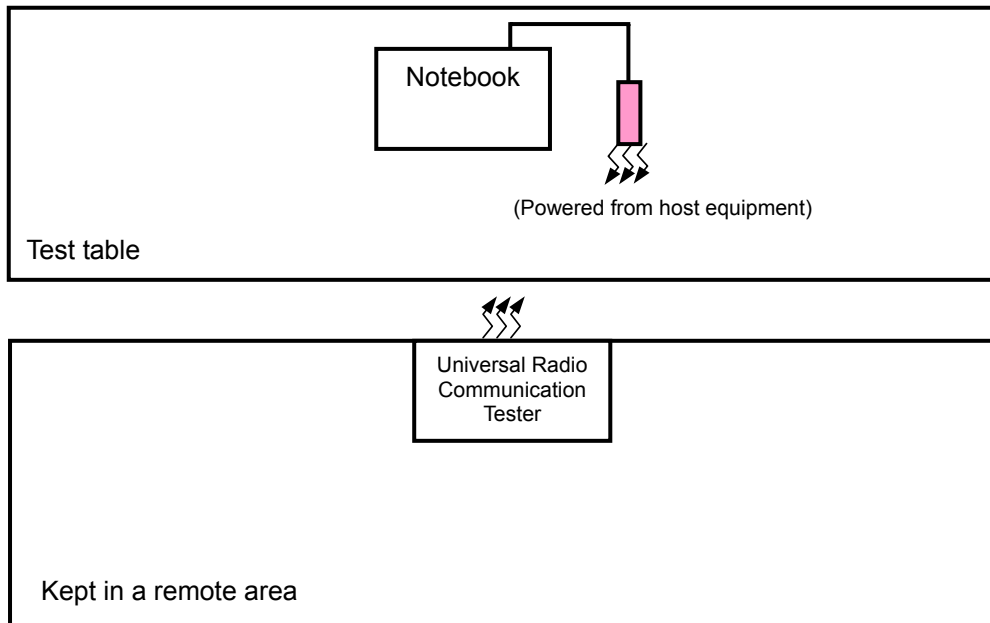 Notebook
(Powered from host equipment)
Test table
Universal Radio
Communication
Tester
Kept in a remote area